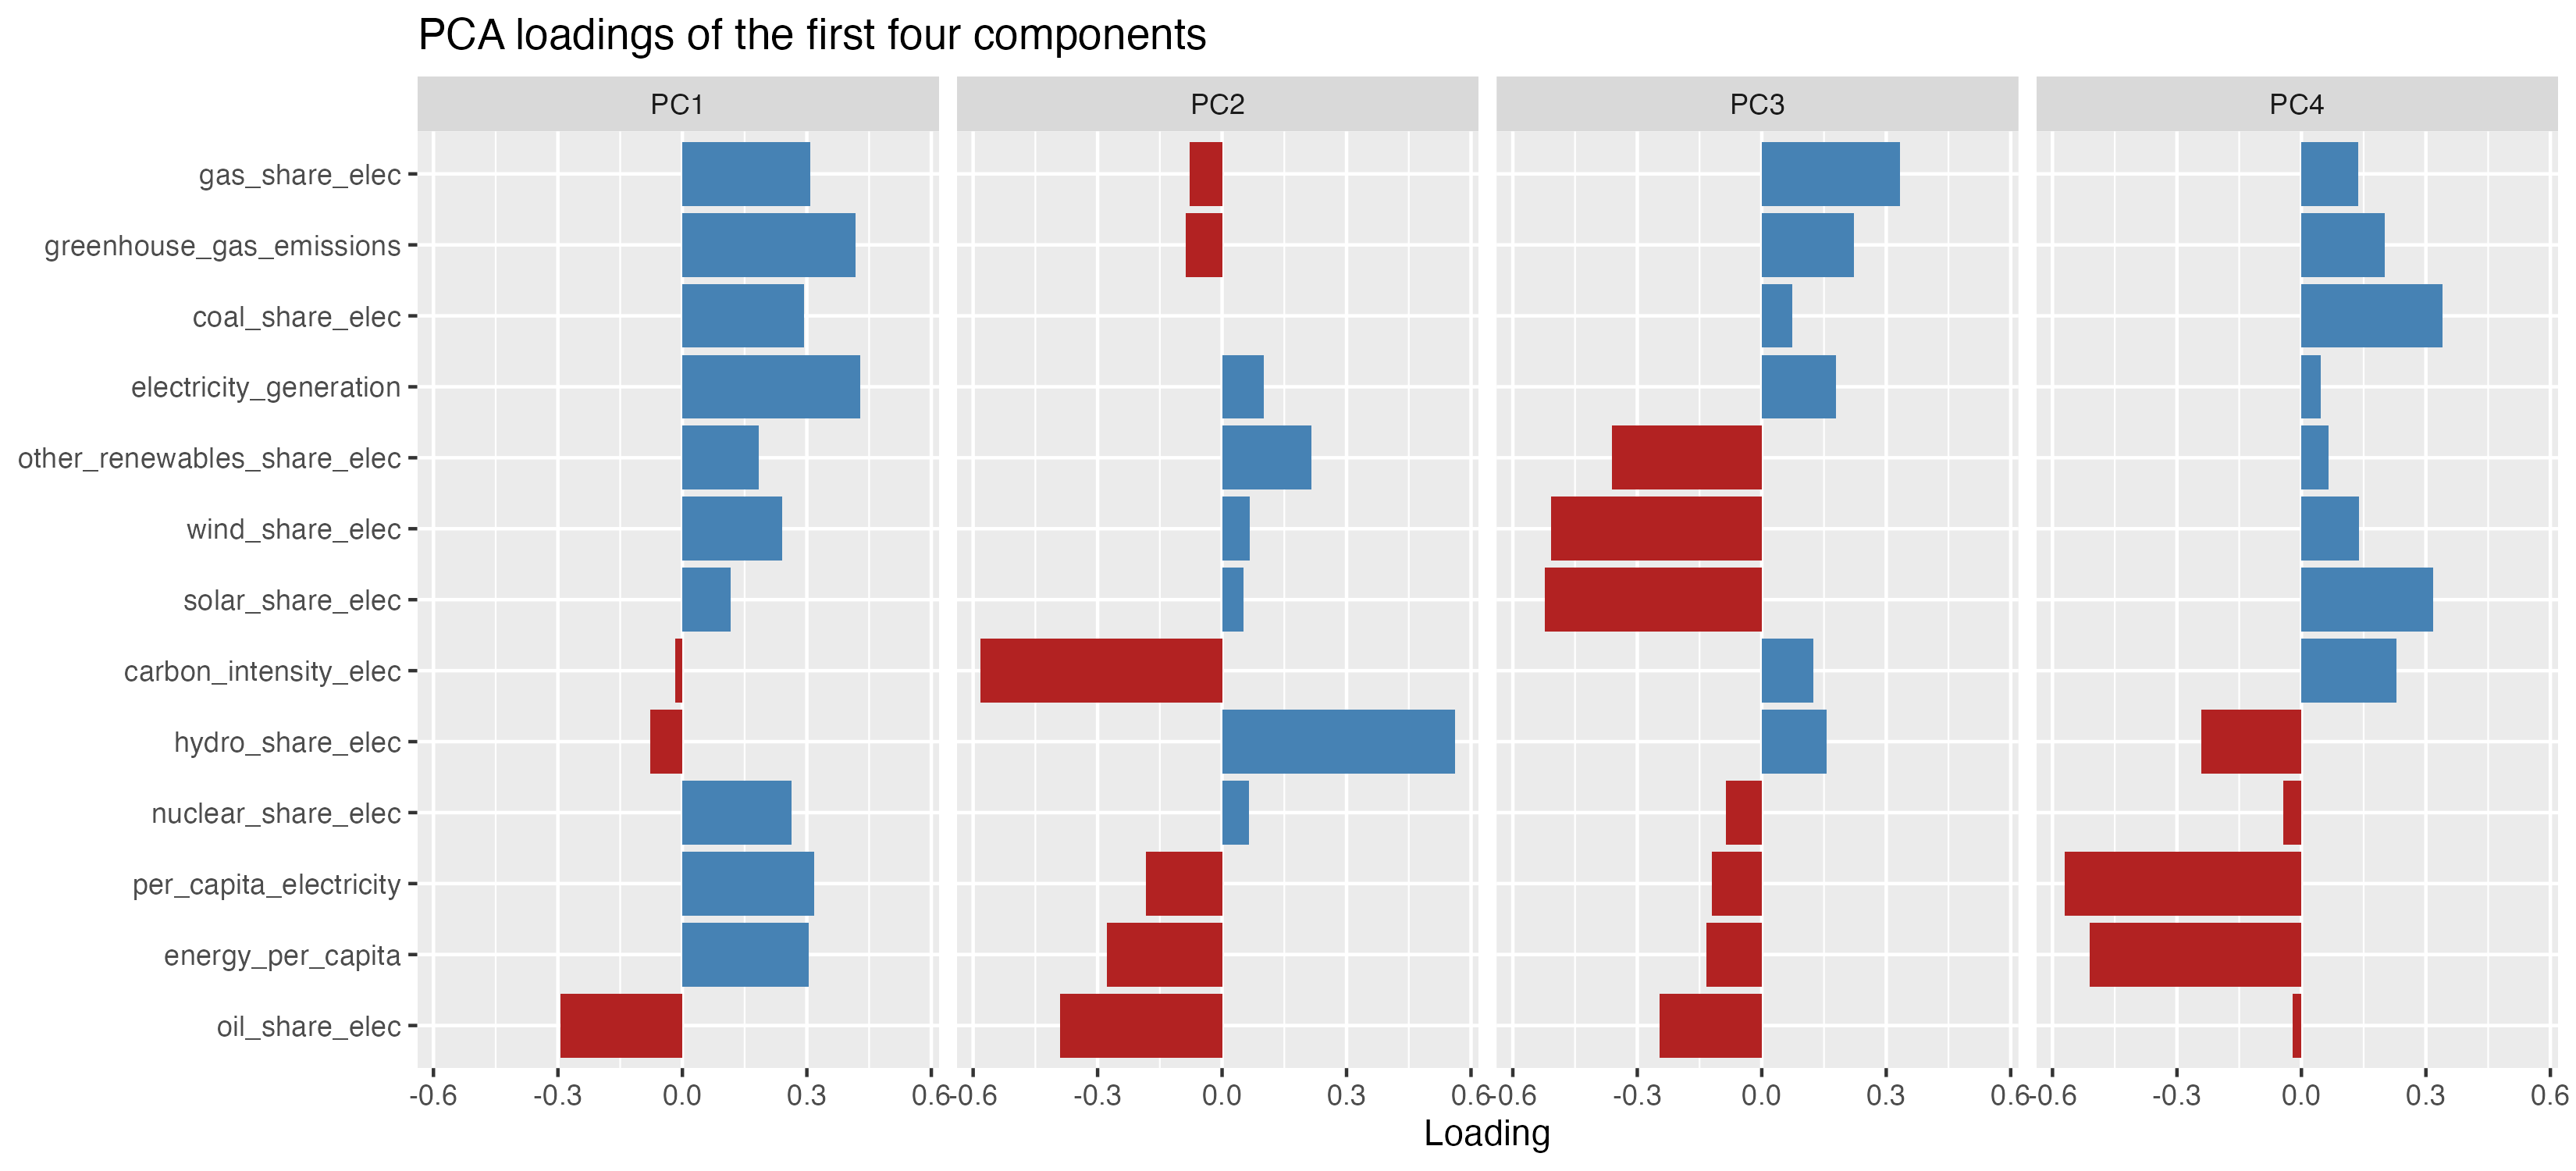 PCA loadings of the first four components
PC1 PC2 PC3 PC4
gas_share_elec
greenhouse_gas_emissions
coal_share_elec
electricity_generation
other_renewables_share_elec
wind_share_elec
solar_share_elec
carbon_intensity_elec
hydro_share_elec
nuclear_share_elec
per_capita_electricity
energy_per_capita
oil_share_elec
-0.6 -0.3 0.0 0.3 0.6 -0.6 -0.3 0.0 0.3 0.6 -0.6 -0.3 0.0 0.3 0.6 -0.6 -0.3 0.0 0.3 0.6
Loading